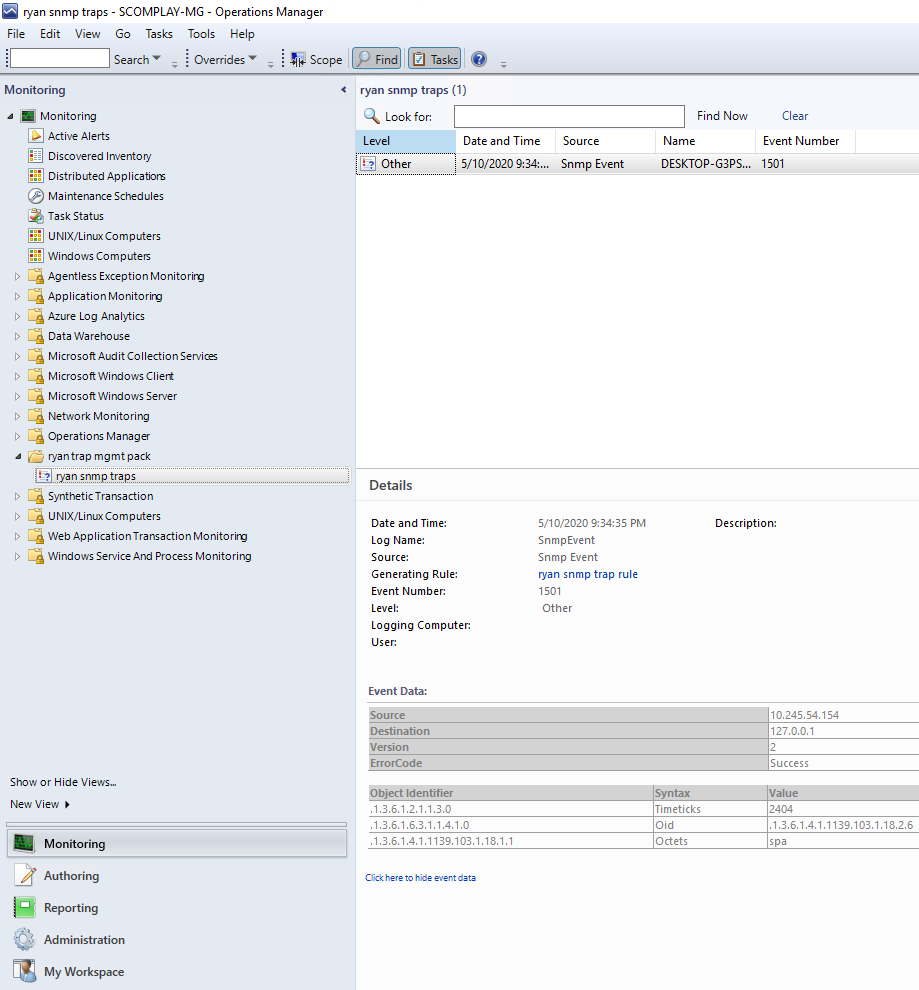 ryan snmp traps - SCOMPLAY-MG - Operations Manager
File Edit View Go Tasks Tools Help
Search Overrides Scope Find Tasks
Monitoring
Monitoring
Active Alerts
Discovered Inventory
Distributed Applications
Maintenance Schedules
Task Status
UNIX/Linux Computers
Windows Computers
Agentless Exception Monitoring
Application Monitoring
Azure Log Analytics
Data Warehouse
Microsoft Audit Collection Services
Microsoft Windows Client
Microsoft Windows Server
Network Monitoring
Operations Manager
ryan trap mgmt pack
ryan snmp traps
Synthetic Transaction
UNIX/Linux Computers
Web Application Transaction Monitoring
Windows Service And Process Monitoring
Show or Hide Views...
New View
Monitoring
Authoring
Reporting
Administration
My Workspace
ryan snmp traps (1)
Look for: Find Now Clear
Level Date and Time Source Name Event Number
Other 5/10/2020 9:34:... Snmp Event DESKTOP-G3PS... 1501
Details
Date and Time: 5/10/2020 9:34:35 PM Description:
Log Name: SnmpEvent
Source: Snmp Event
Generating Rule: ryan snmp trap rule
Event Number: 1501
Level: Other
Logging Computer:
User:
Event Data:
Source 10.245.54.154
Destination 127.0.0.1
Version 2
ErrorCode Success
Object Identifier Syntax Value
.1.3.6.1.2.1.1.3.0 Timeticks 2404
.1.3.6.1.6.3.1.1.4.1.0 Oid .1.3.6.1.4.1.1139.103.1.18.2.6
.1.3.6.1.4.1.1139.103.1.18.1.1 Octets spa
Click here to hide event data